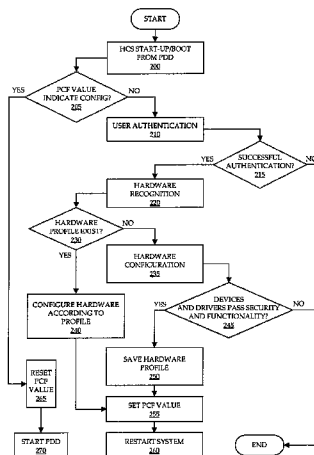 START
HCS START-UP/BOOT
FROM PDD
200
YES
PCF VALUE
INDICATE CONFIG?
205
NO
USER AUTHENTICATION
210
YES
SUCCESSFUL
AUTHENTICATION?
215
NO
HARDWARE
RECOGNITION
220
HARDWARE
PROFILE EXIST?
230
NO
YES
HARDWARE
CONFIGURATION
235
CONFIGURE HARDWARE
ACCORDING TO
PROFILE
240
YES
DEVICES
AND DRIVERS PASS SECURITY
AND FUNCTIONALITY?
245
NO
SAVE HARDWARE
PROFILE
250
RESET
PCF
VALUE
265
SET PCF VALUE
255
START PDD
270
RESTART SYSTEM
260
END